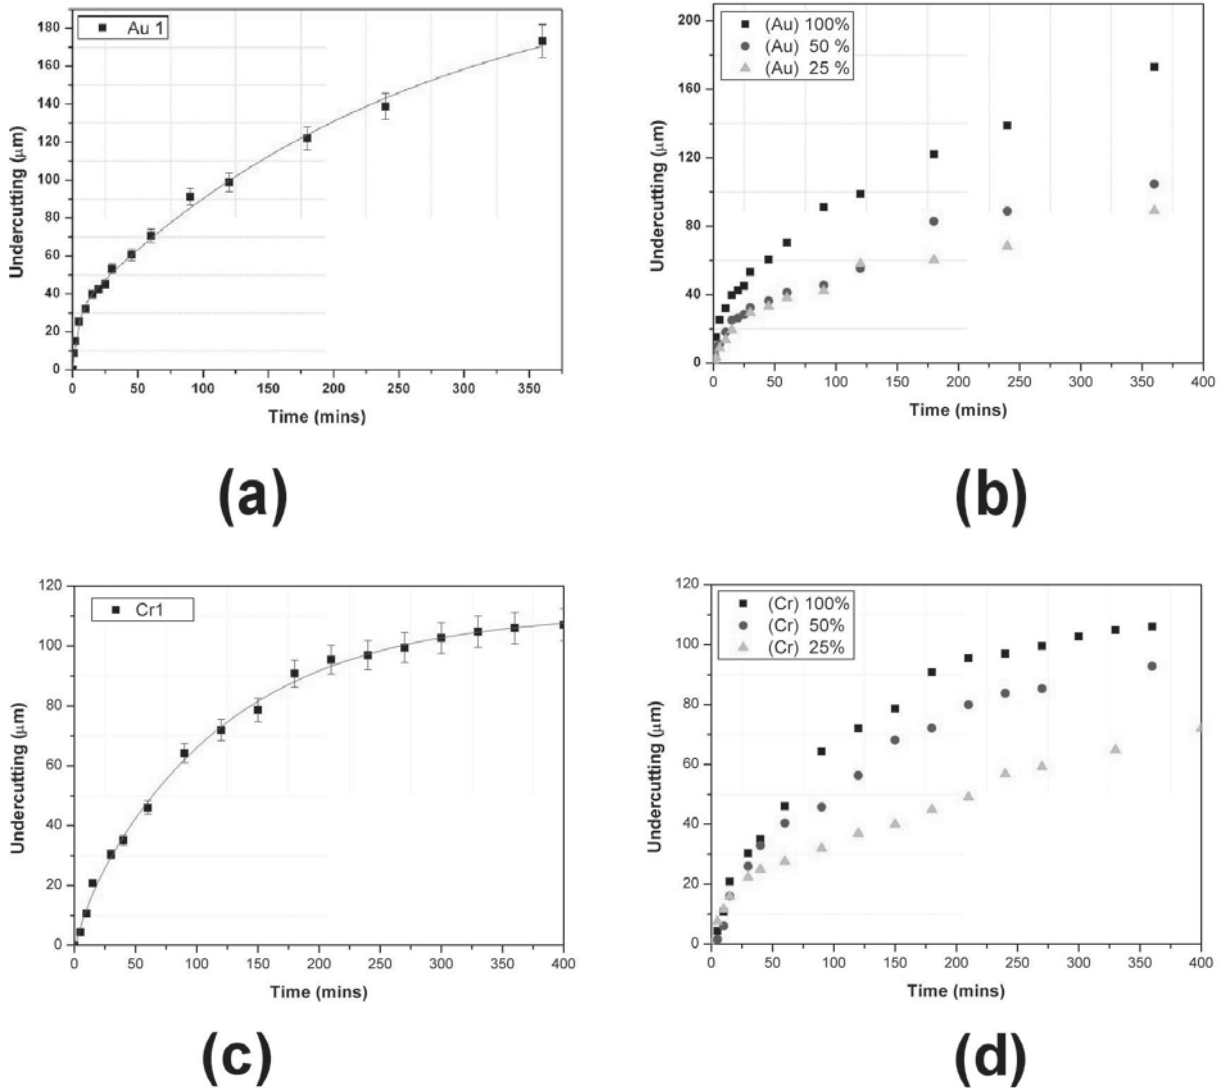 Au 1
180
160
140
120
100
80
60
40
20
0
0 50 100 150 200 250 300 350
Undercutting (μm)
Time (mins)
(a)
(Au) 100%
(Au) 50 %
(Au) 25 %
200
160
120
80
40
0
0 50 100 150 200 250 300 350 400
Undercutting (μm)
Time (mins)
(b)
Cr1
120
100
80
60
40
20
0
0 50 100 150 200 250 300 350 400
Undercutting (μm)
Time (mins)
(c)
(Cr) 100%
(Cr) 50%
(Cr) 25%
120
100
80
60
40
20
0
0 50 100 150 200 250 300 350 400
Undercutting (μm)
Time (mins)
(d)